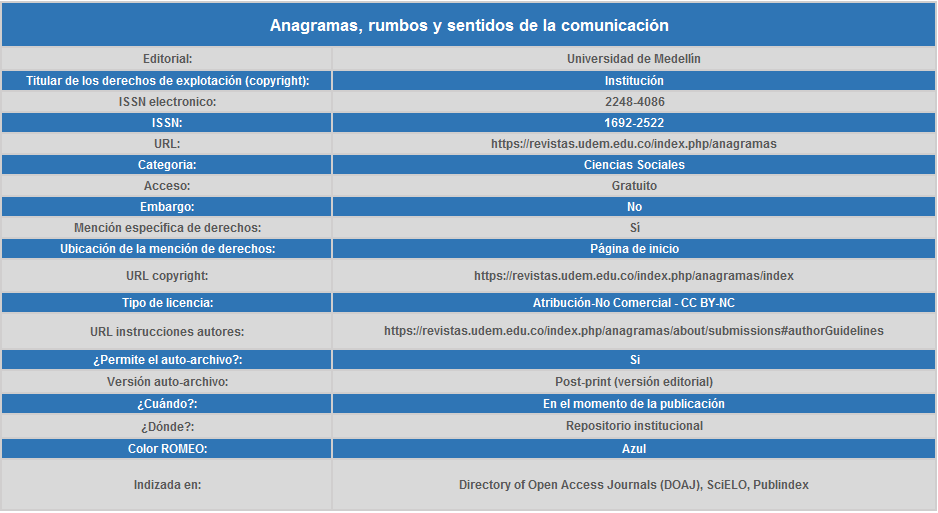 Anagramas, rumbos y sentidos de la comunicación
Editorial: Universidad de Medellín
Titular de los derechos de explotación (copyright): Institución
ISSN electronico: 2248-4086
ISSN: 1692-2522
URL: https://revistas.udem.edu.co/index.php/anagramas
Categoria: Ciencias Sociales
Acceso: Gratuito
Embargo: No
Mención específica de derechos: Sí
Ubicación de la mención de derechos: Página de inicio
URL copyright: https://revistas.udem.edu.co/index.php/anagramas/index
Tipo de licencia: Atribución-No Comercial - CC BY-NC
URL instrucciones autores: https://revistas.udem.edu.co/index.php/anagramas/about/submissions#authorGuidelines
¿Permite el auto-archivo?: Si
Versión auto-archivo: Post-print (versión editorial)
¿Cuándo?: En el momento de la publicación
¿Dónde?: Repositorio institucional
Color ROMEO: Azul
Indizada en: Directory of Open Access Journals (DOAJ), SciELO, Publindex